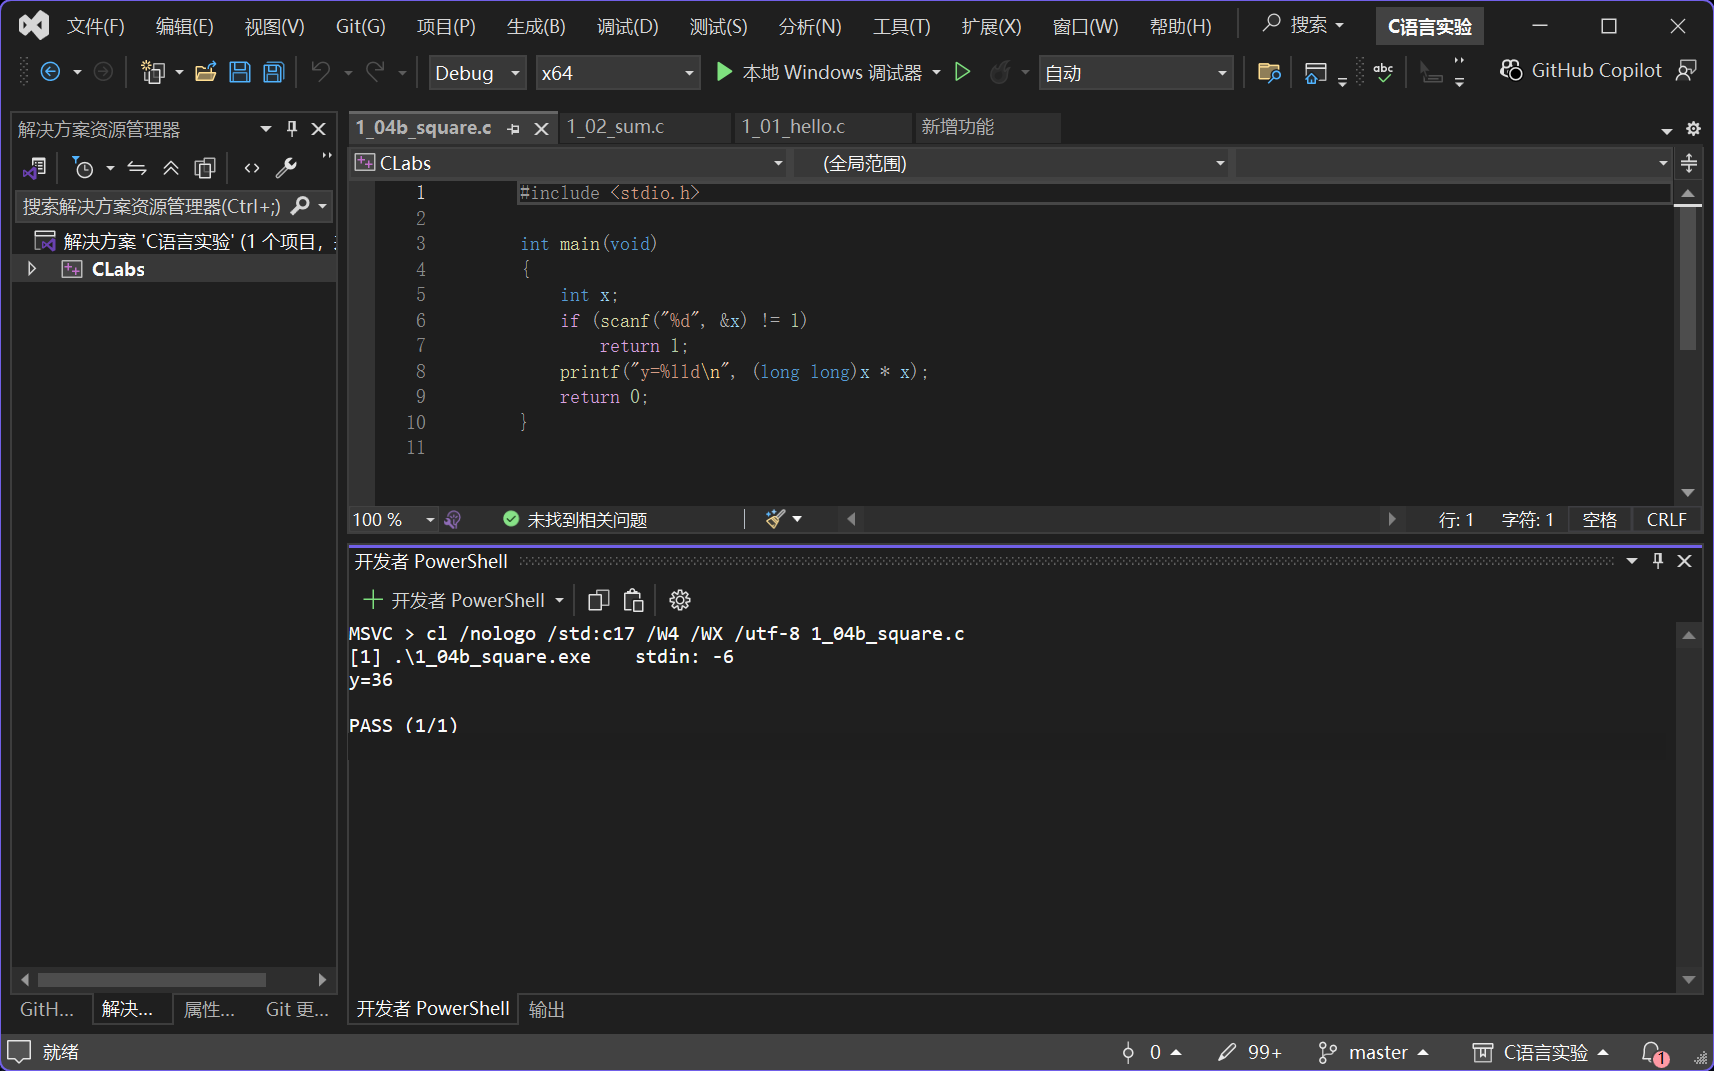 文件(F) 编辑(E) 视图(V) Git(G) 项目(P) 生成(B) 调试(D) 测试(S) 分析(N) 工具(T) 扩展(X) 窗口(W) 帮助(H) 搜索 C语言实验
Debug x64 本地 Windows 调试器 自动 abc GitHub Copilot
解决方案资源管理器
搜索解决方案资源管理器(Ctrl+;)
解决方案 'C语言实验' (1 个项目,
CLabs
1_04b_square.c 1_02_sum.c 1_01_hello.c 新增功能
CLabs (全局范围)
1 #include <stdio.h>
2
3 int main(void)
4 {
5 int x;
6 if (scanf("%d", &x) != 1)
7 return 1;
8 printf("y=%lld\n", (long long)x * x);
9 return 0;
10 }
11
100 % 未找到相关问题 行: 1 字符: 1 空格 CRLF
开发者 PowerShell
开发者 PowerShell
MSVC > cl /nologo /std:c17 /W4 /WX /utf-8 1_04b_square.c
[1] .\1_04b_square.exe stdin: -6
y=36
PASS (1/1)
GitH... 解决... 属性... Git 更...
开发者 PowerShell 输出
就绪 0 99+ master C语言实验 1